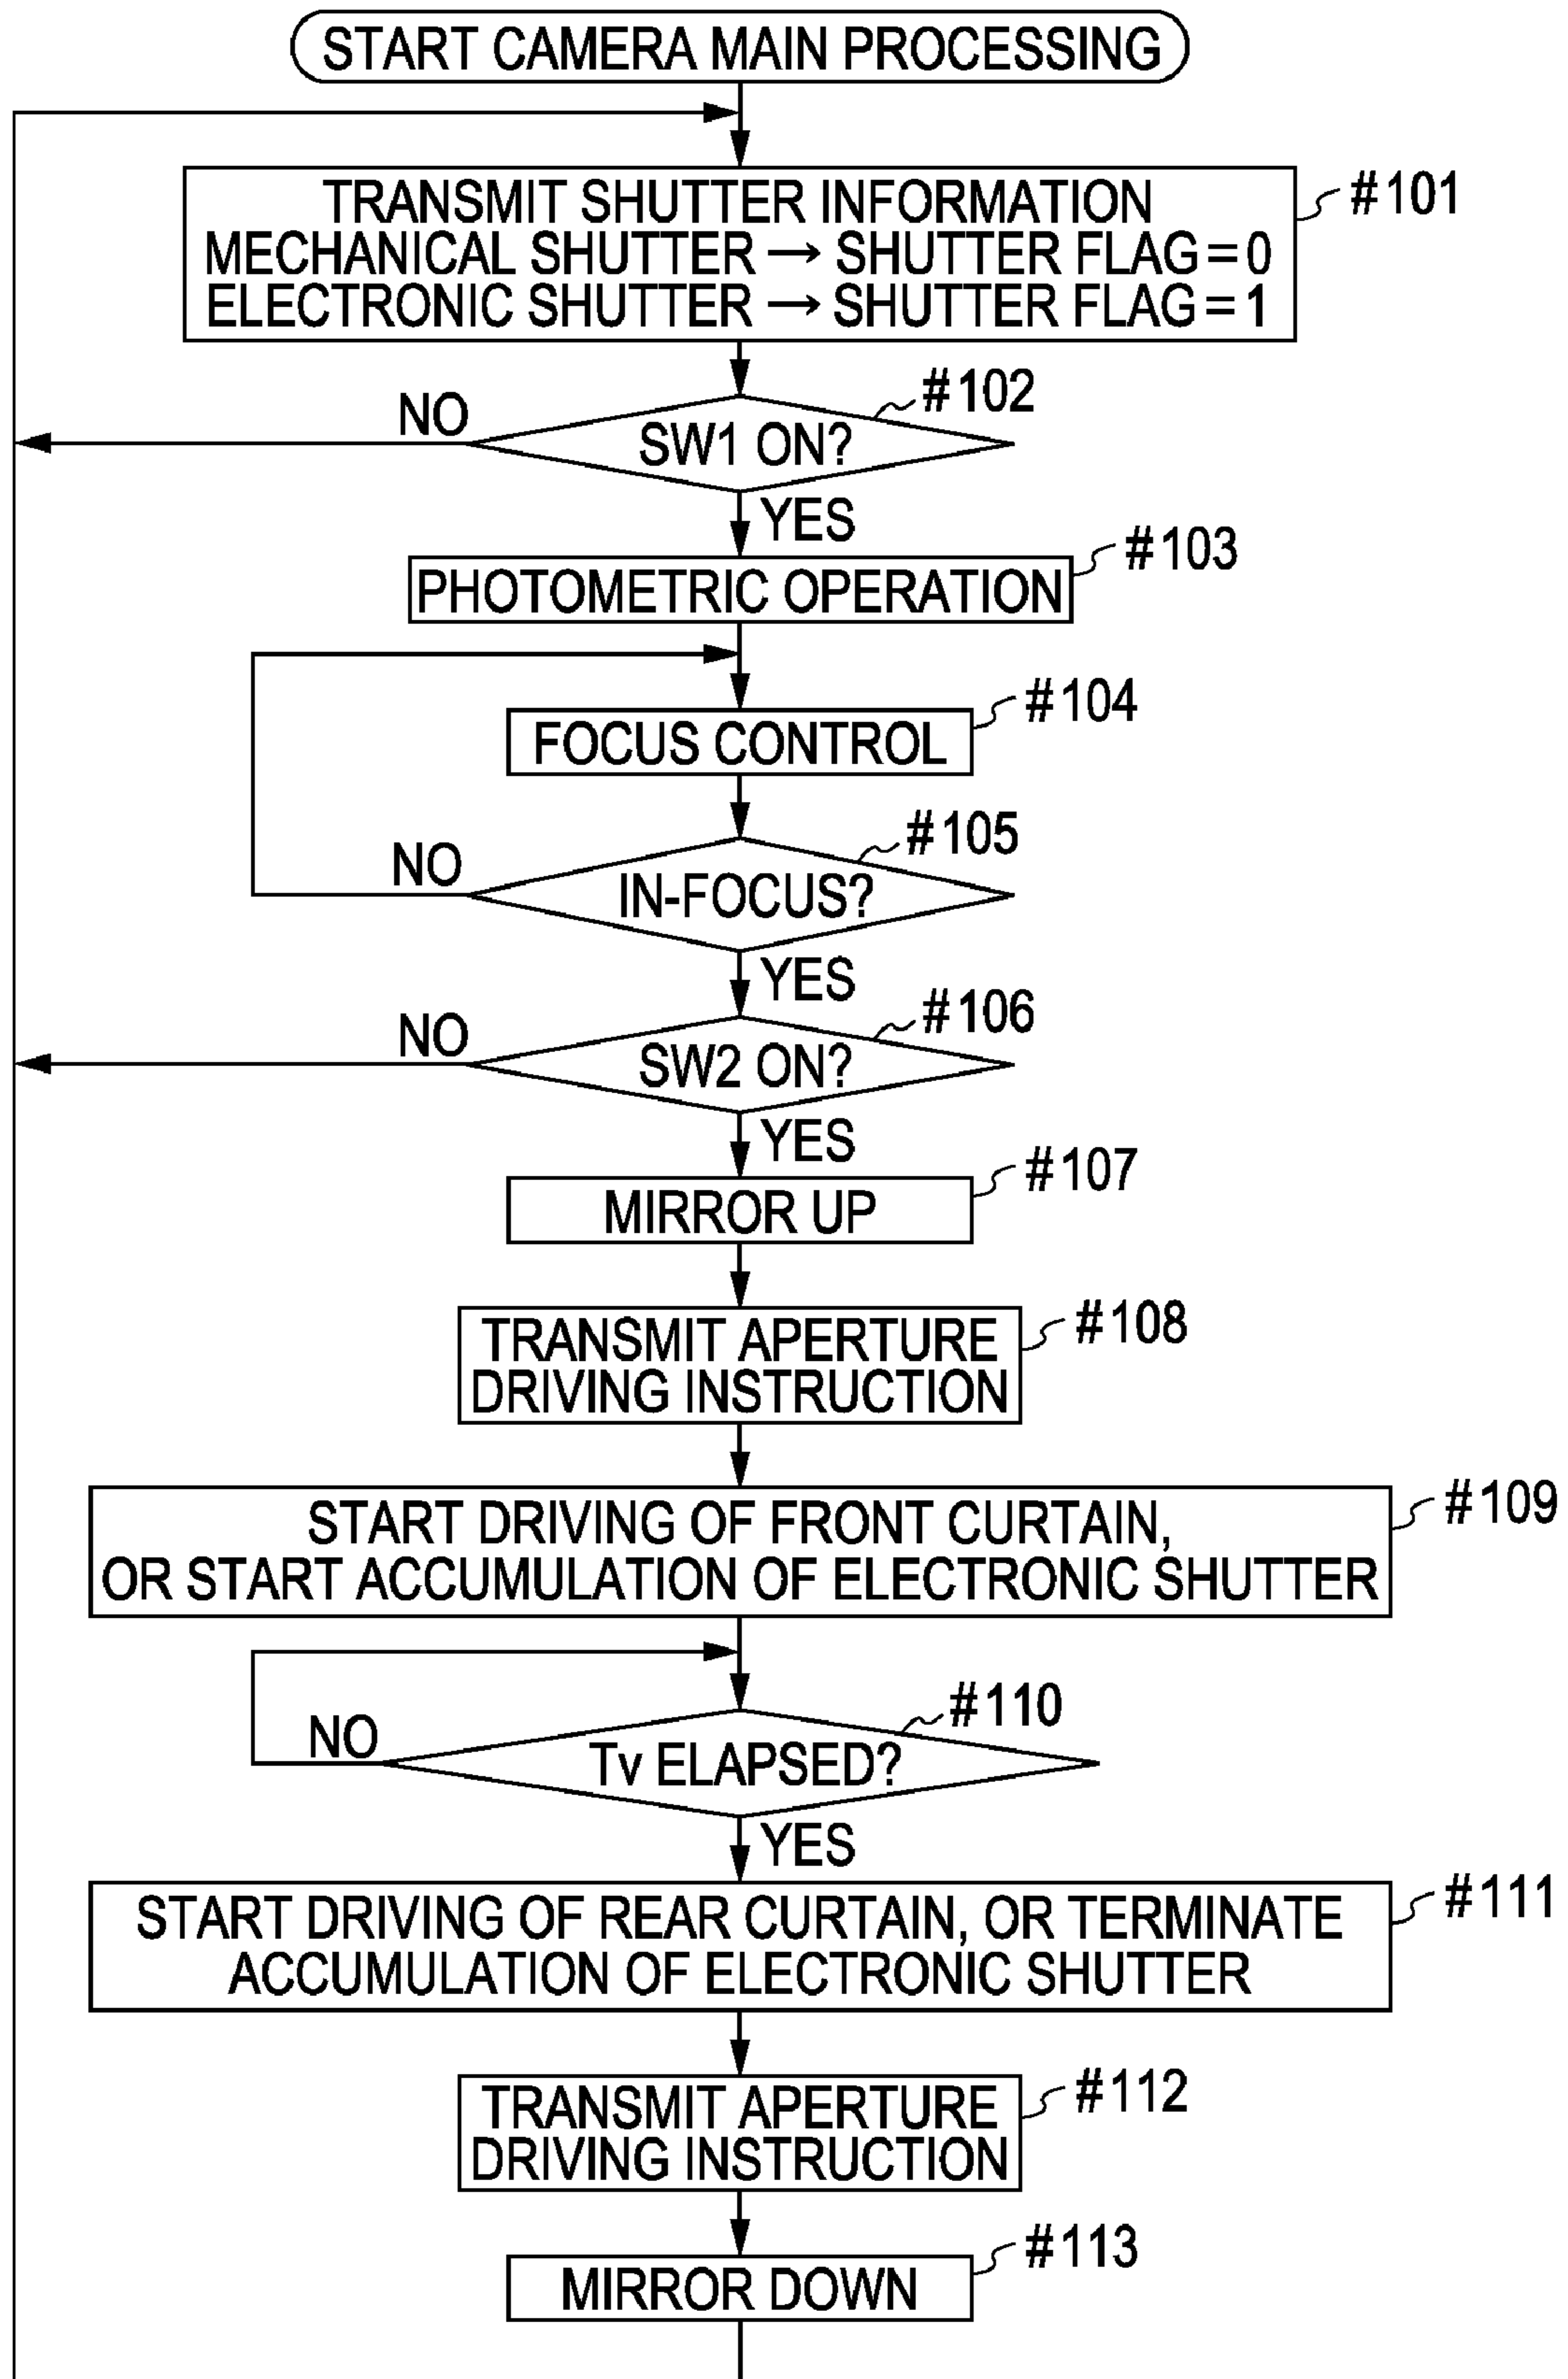 START CAMERA MAIN PROCESSING
TRANSMIT SHUTTER INFORMATION
MECHANICAL SHUTTER → SHUTTER FLAG = 0
ELECTRONIC SHUTTER → SHUTTER FLAG = 1
#101
#102
NO
SW1 ON?
YES
#103
PHOTOMETRIC OPERATION
#104
FOCUS CONTROL
#105
NO
IN-FOCUS?
YES
#106
NO
SW2 ON?
YES
#107
MIRROR UP
#108
TRANSMIT APERTURE
DRIVING INSTRUCTION
#109
START DRIVING OF FRONT CURTAIN,
OR START ACCUMULATION OF ELECTRONIC SHUTTER
#110
NO
Tv ELAPSED?
YES
#111
START DRIVING OF REAR CURTAIN, OR TERMINATE
ACCUMULATION OF ELECTRONIC SHUTTER
#112
TRANSMIT APERTURE
DRIVING INSTRUCTION
#113
MIRROR DOWN